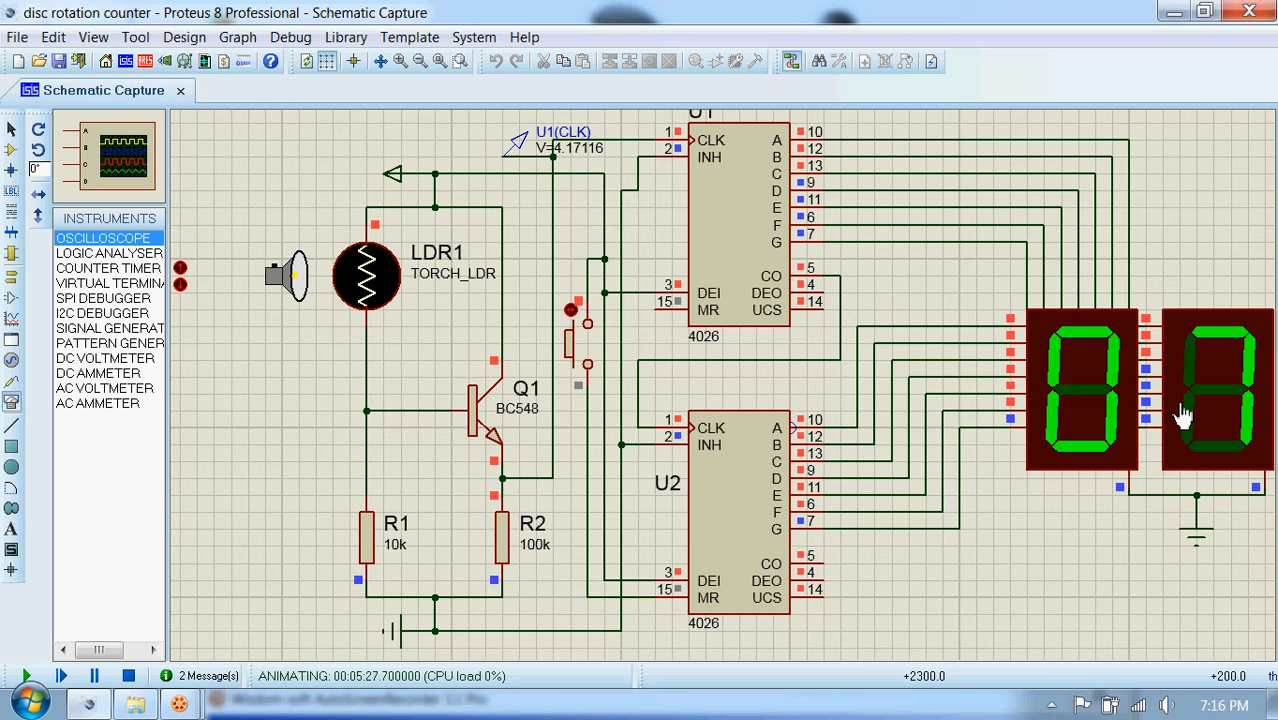 disc rotation counter - Proteus 8 Professional - Schematic Capture
File Edit View Tool Design Graph Debug Library Template System Help
Schematic Capture
0°
INSTRUMENTS
OSCILLOSCOPE
LOGIC ANALYSER
COUNTER TIMER
VIRTUAL TERMINA
SPI DEBUGGER
I2C DEBUGGER
SIGNAL GENERAT
PATTERN GENER
DC VOLTMETER
DC AMMETER
AC VOLTMETER
AC AMMETER
U1(CLK)
V=4.17116
U1
1 CLK A 10
2 INH B 12
C 13
D 9
E 11
F 6
G 7
CO 5
3 DEI DEO 4
15 MR UCS 14
4026
LDR1
TORCH_LDR
Q1
BC548
R1
10k
R2
100k
U2
1 CLK A 10
2 INH B 12
C 13
D 9
E 11
F 6
G 7
CO 5
3 DEI DEO 4
15 MR UCS 14
4026
07
2 Message(s) ANIMATING: 00:05:27.700000 (CPU load 0%) +2300.0 +200.0 th
7:16 PM